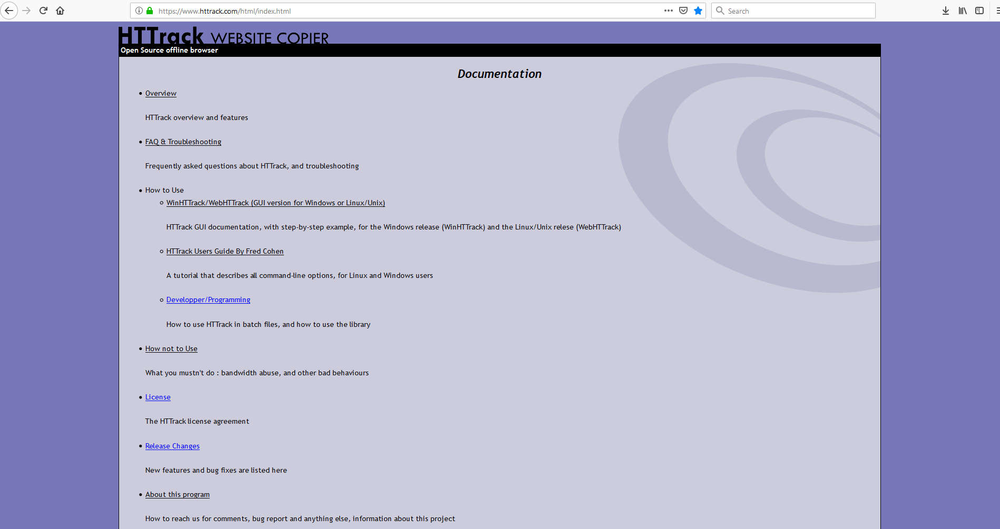 https://www.httrack.com/html/index.html
Search
HTTrack WEBSITE COPIER
Open Source offline browser
Documentation
Overview
HTTrack overview and features
FAQ & Troubleshooting
Frequently asked questions about HTTrack, and troubleshooting
How to Use
WinHTTrack/WebHTTrack (GUI version for Windows or Linux/Unix)
HTTrack GUI documentation, with step-by-step example, for the Windows release (WinHTTrack) and the Linux/Unix relese (WebHTTrack)
HTTrack Users Guide By Fred Cohen
A tutorial that describes all command-line options, for Linux and Windows users
Developper/Programming
How to use HTTrack in batch files, and how to use the library
How not to Use
What you mustn't do : bandwidth abuse, and other bad behaviours
License
The HTTrack license agreement
Release Changes
New features and bug fixes are listed here
About this program
How to reach us for comments, bug report and anything else, information about this project